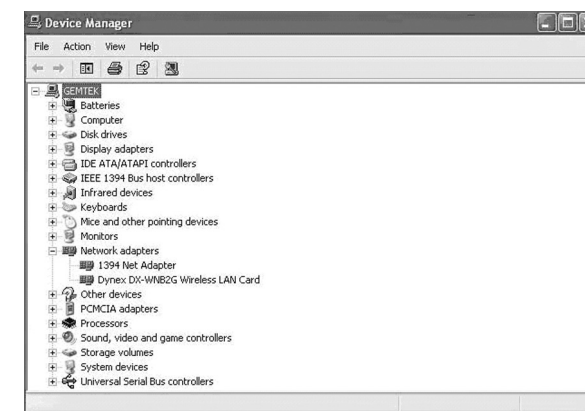 Device Manager
File Action View Help
GEMTEK
Batteries
Computer
Disk drives
Display adapters
IDE ATA/ATAPI controllers
IEEE 1394 Bus host controllers
Infrared devices
Keyboards
Mice and other pointing devices
Monitors
Network adapters
1394 Net Adapter
Dynex DX-WNB2G Wireless LAN Card
Other devices
PCMCIA adapters
Processors
Sound, video and game controllers
Storage volumes
System devices
Universal Serial Bus controllers